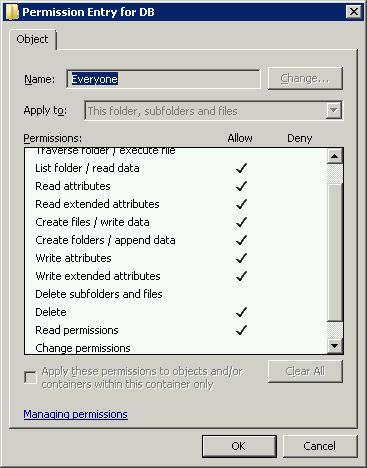 Permission Entry for DB
Object
Name: Everyone Change...
Apply to: This folder, subfolders and files
Permissions: Allow Deny
Traverse folder / execute file
List folder / read data
Read attributes
Read extended attributes
Create files / write data
Create folders / append data
Write attributes
Write extended attributes
Delete subfolders and files
Delete
Read permissions
Change permissions
Apply these permissions to objects and/or
containers within this container only
Clear All
Managing permissions
OK Cancel